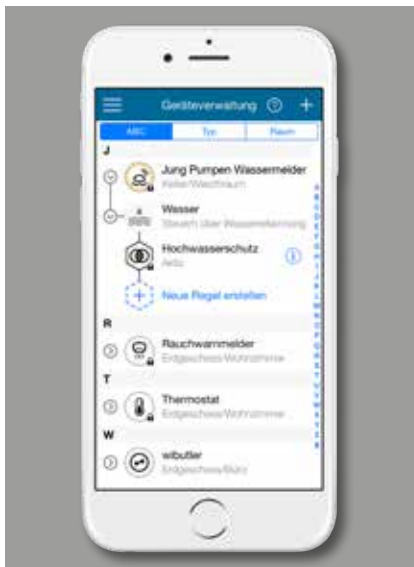 Geräteverwaltung
ABC Typ Raum
J
Jung Pumpen Wassermelder
Keller/Waschraum
Wasser
Hochwasserschutz
Aktiv
Neue Regel erstellen
R
Rauchwarnmelder
Erdgeschoss/Wohnzimmer
T
Thermostat
Erdgeschoss/Wohnzimmer
W
wibutler
Erdgeschoss/Büro